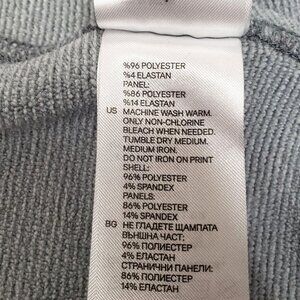 %96 POLYESTER
%4 ELASTAN
PANEL:
%86 POLYESTER
%14 ELASTAN
US MACHINE WASH WARM.
ONLY NON-CHLORINE
BLEACH WHEN NEEDED.
TUMBLE DRY MEDIUM.
MEDIUM IRON.
DO NOT IRON ON PRINT
SHELL:
96% POLYESTER
4% SPANDEX
PANELS:
86% POLYESTER
14% SPANDEX
BG НЕ ГЛАДЕТЕ ЩАМПАТА
ВЪНШНА ЧАСТ:
96% ПОЛИЕСТЕР
4% ЕЛАСТАН
СТРАНИЧНИ ПАНЕЛИ:
86% ПОЛИЕСТЕР
14% ЕЛАСТАН